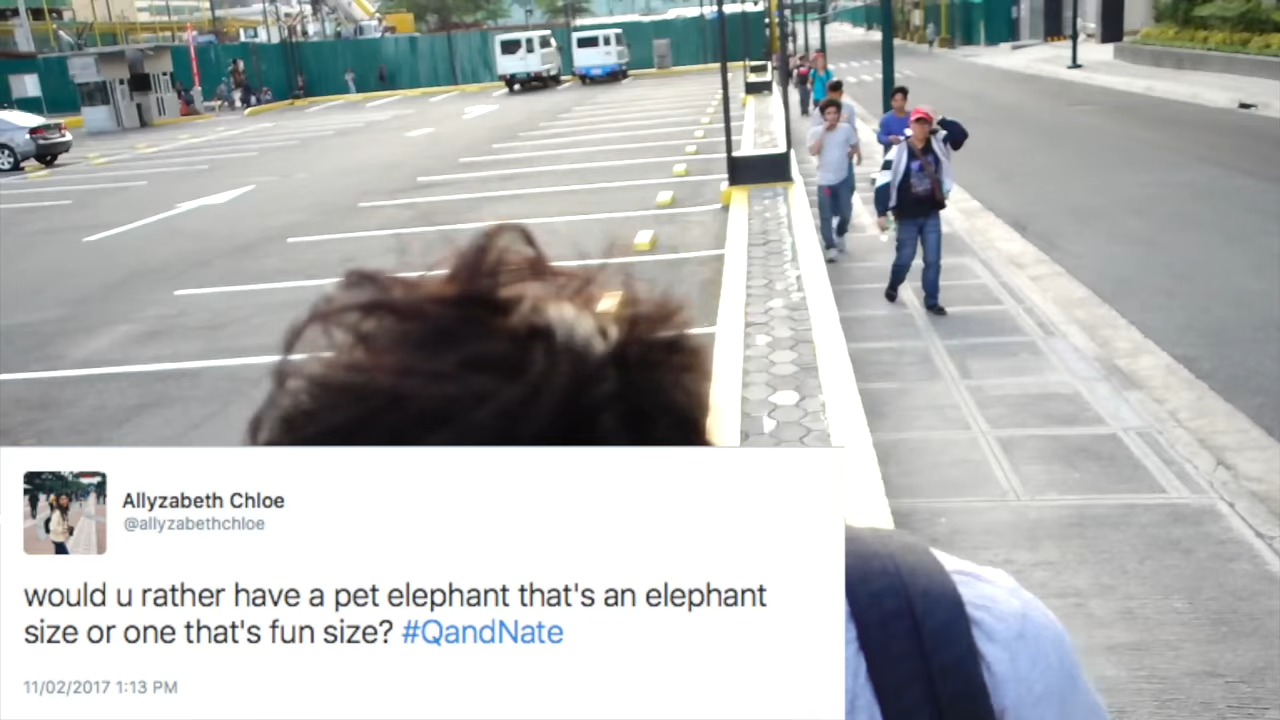 Allyzabeth Chloe
@allyzabethchloe
would u rather have a pet elephant that's an elephant
size or one that's fun size? #QandNate
11/02/2017 1:13 PM